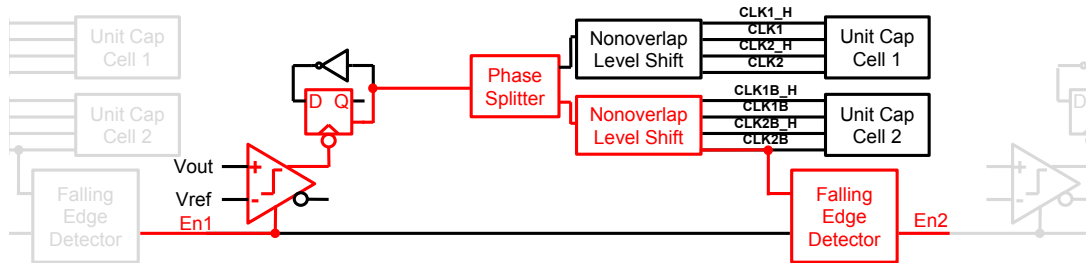 Unit Cap
Cell 1
Unit Cap
Cell 2
Falling
Edge
Detector
En1
Vout
Vref
+
-
D Q
Phase
Splitter
Nonoverlap
Level Shift
Nonoverlap
Level Shift
CLK1_H
CLK1
CLK2_H
CLK2
CLK1B_H
CLK1B
CLK2B_H
CLK2B
Unit Cap
Cell 1
Unit Cap
Cell 2
Falling
Edge
Detector
En2
D
+
-